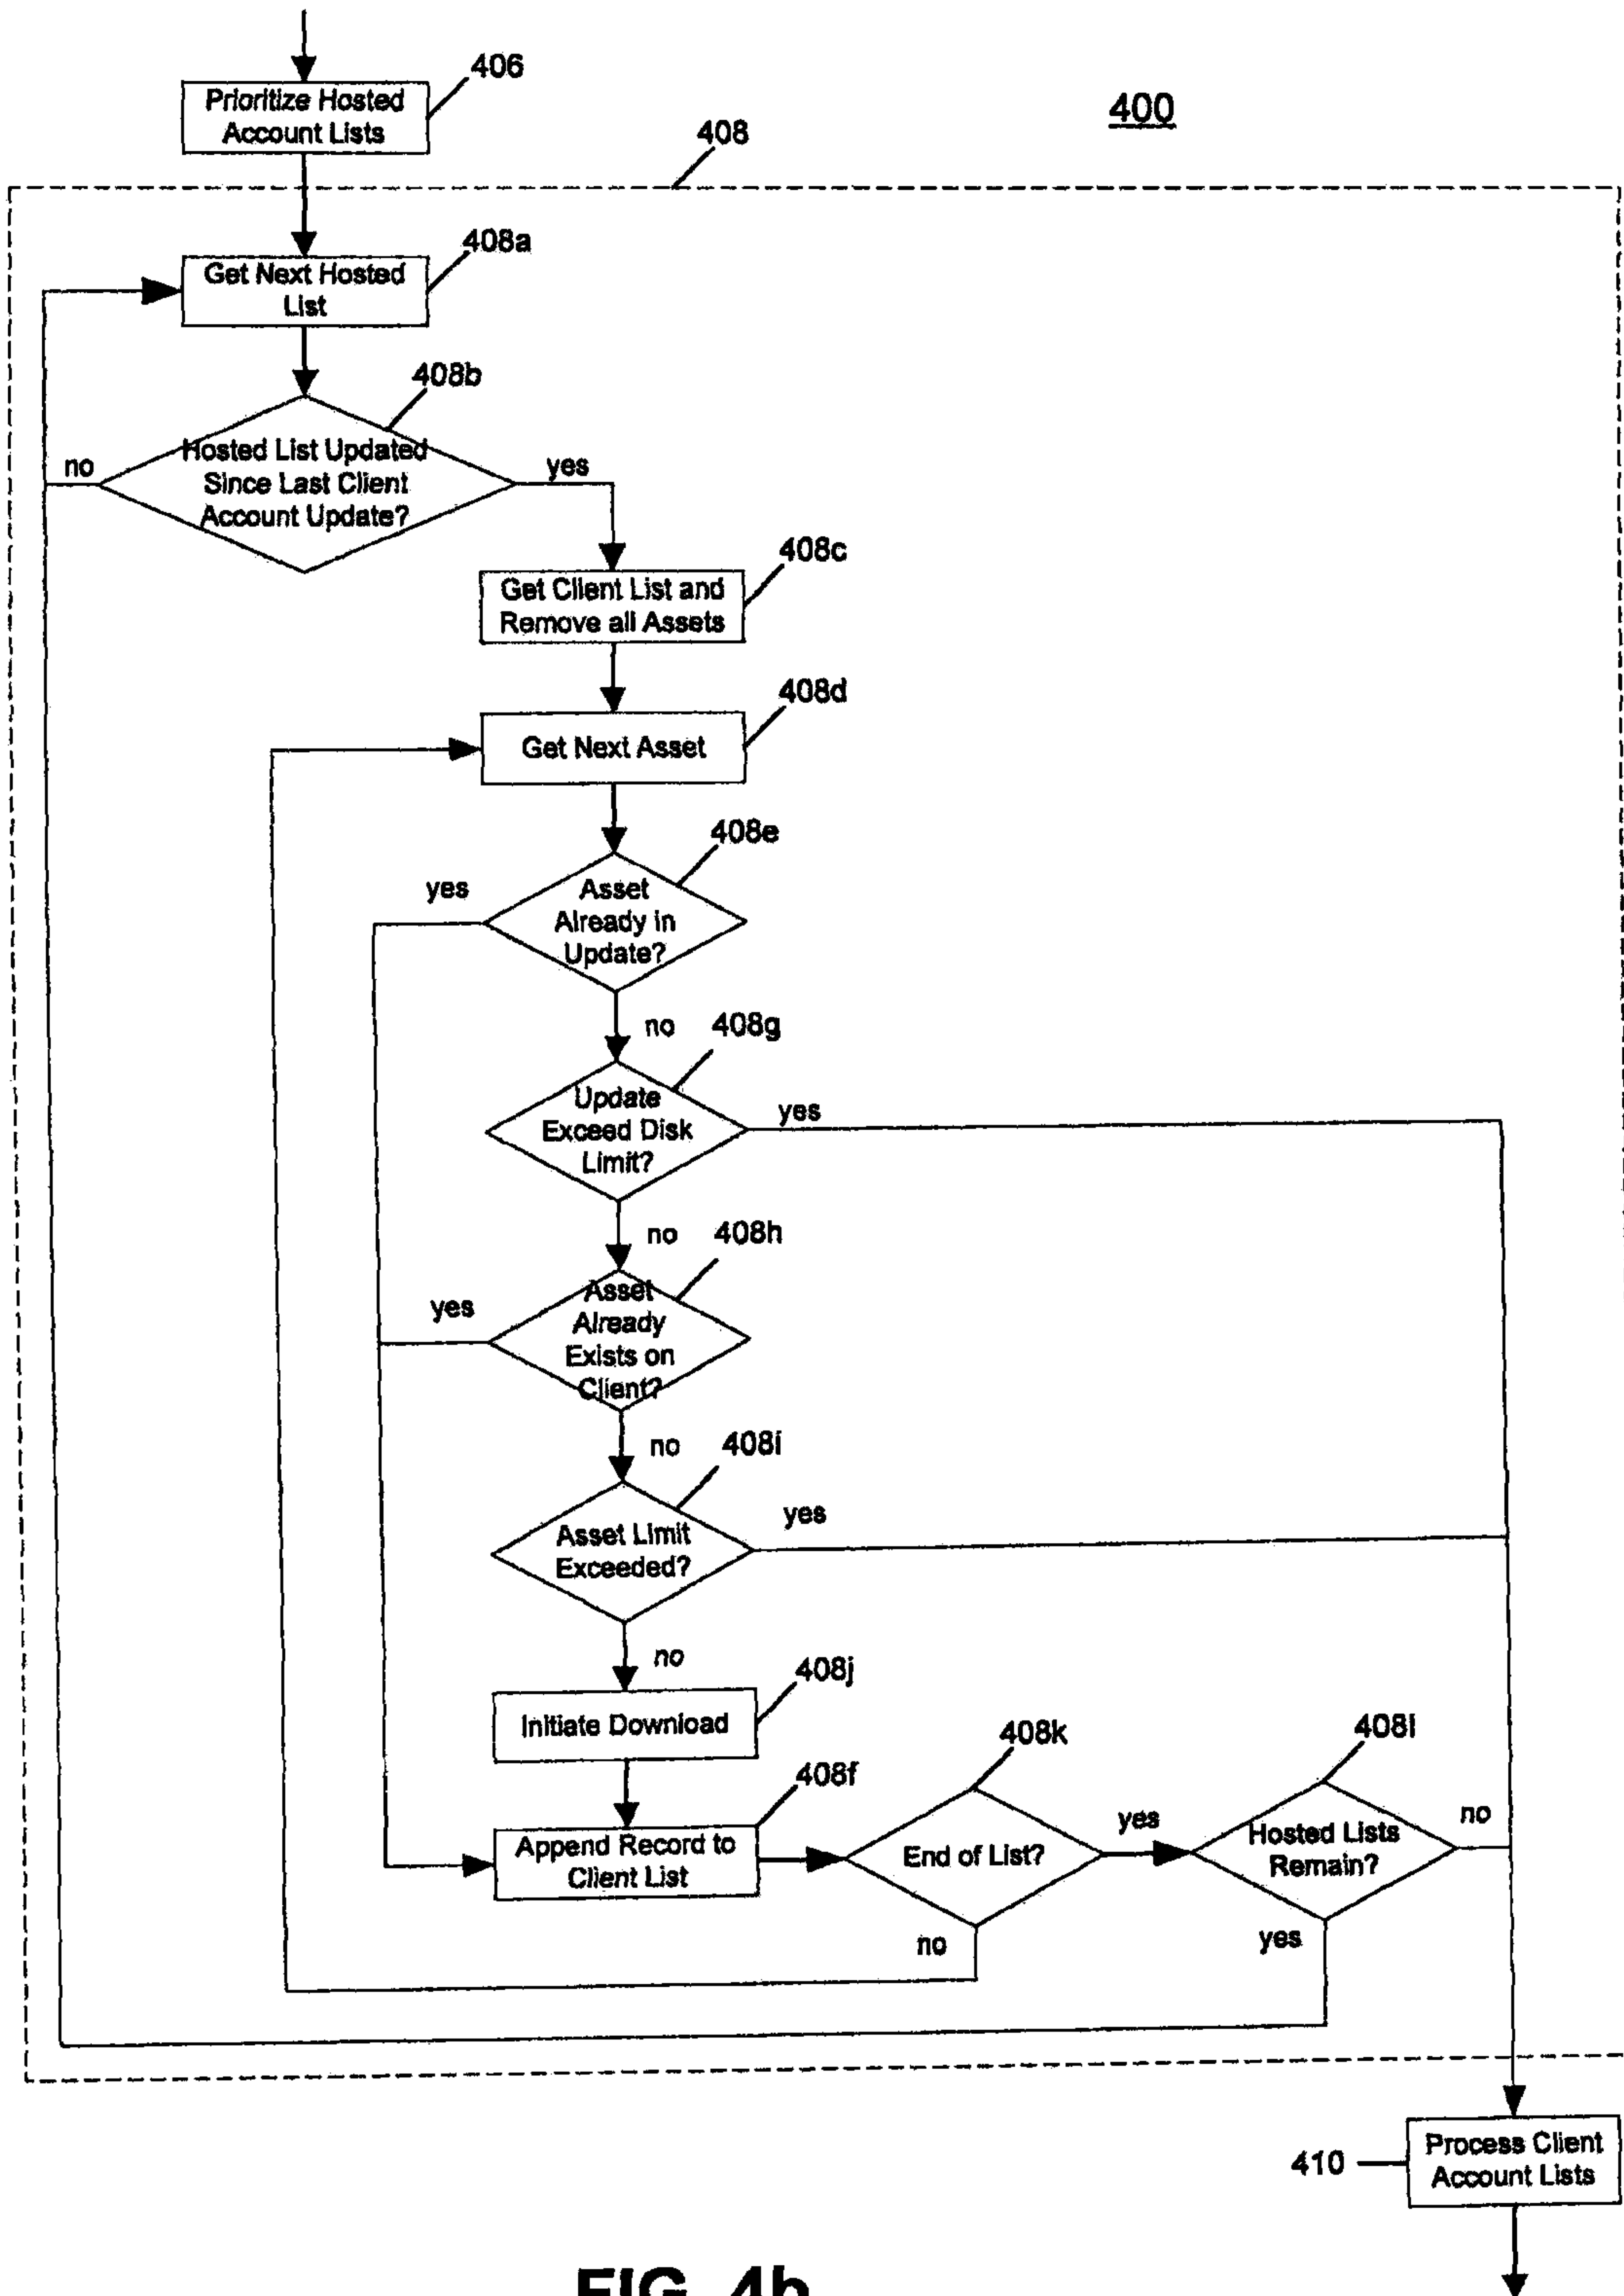 406
Prioritize Hosted
Account Lists
400
408
408a
Get Next Hosted
List
408b
Hosted List Updated
Since Last Client
Account Update?
no
yes
408c
Get Client List and
Remove all Assets
408d
Get Next Asset
408e
yes
Asset
Already in
Update?
no
408g
Update
Exceed Disk
Limit?
yes
no
408h
yes
Asset
Already
Exists on
Client?
no
408i
Asset Limit
Exceeded?
yes
no
408j
Initiate Download
408f
Append Record to
Client List
408k
End of List?
yes
408l
Hosted Lists
Remain?
no
no
yes
410
Process Client
Account Lists
FIG. 4b